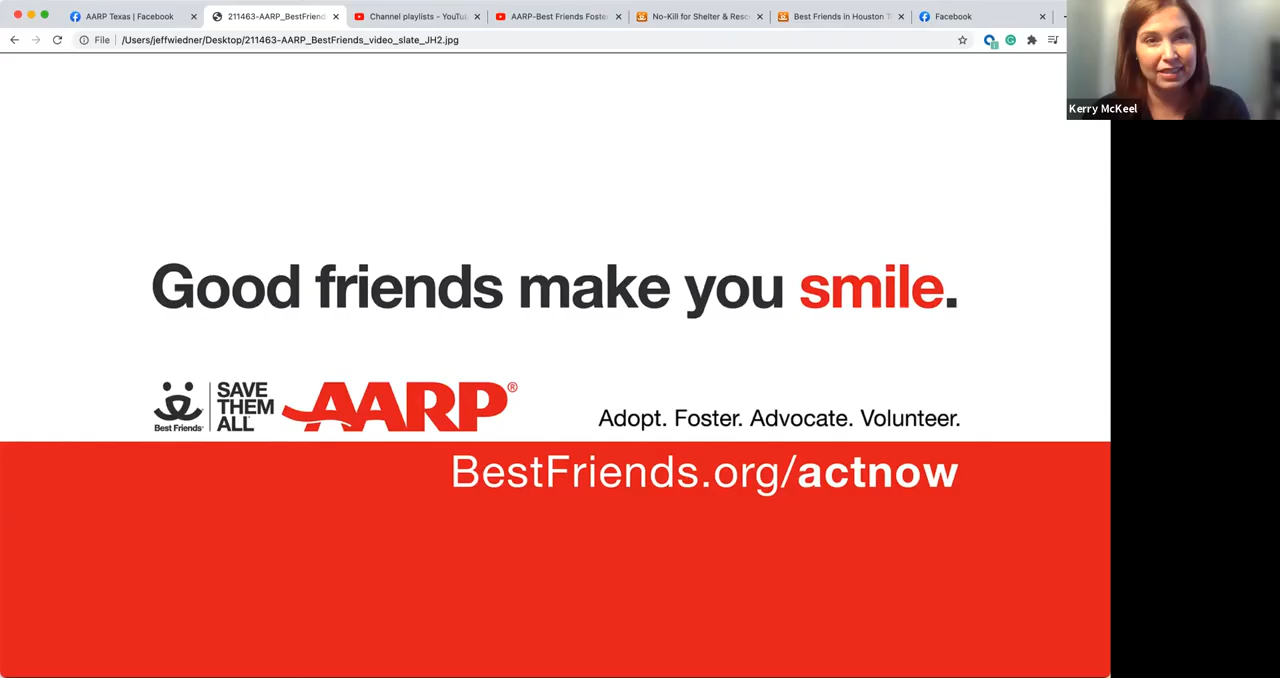 AARP Texas | Facebook
211463-AARP_BestFriend
Channel playlists - YouTu
AARP-Best Friends Foste
No-Kill for Shelter & Resc
Best Friends in Houston T
Facebook
File
/Users/jeffwiedner/Desktop/211463-AARP_BestFriends_video_slate_JH2.jpg
Kerry McKeel
Good friends make you smile.
Best Friends®
SAVE
THEM
ALL®
AARP®
Adopt. Foster. Advocate. Volunteer.
BestFriends.org/actnow